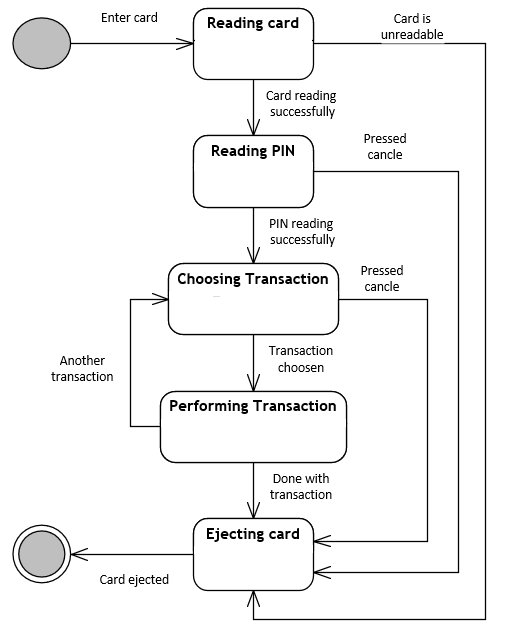 Enter card
Reading card
Card is
unreadable
Card reading
successfully
Reading PIN
Pressed
cancle
PIN reading
successfully
Choosing Transaction
Pressed
cancle
Another
transaction
Transaction
choosen
Performing Transaction
Done with
transaction
Ejecting card
Card ejected